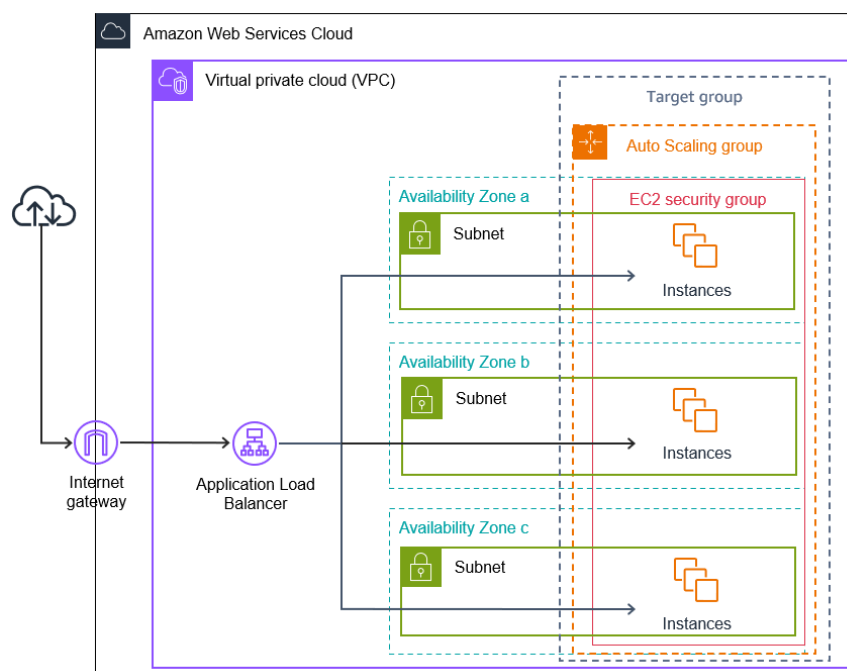 Amazon Web Services Cloud
Virtual private cloud (VPC)
Target group
Auto Scaling group
Availability Zone a
EC2 security group
Subnet
Instances
Availability Zone b
Subnet
Instances
Internet
gateway
Application Load
Balancer
Availability Zone c
Subnet
Instances